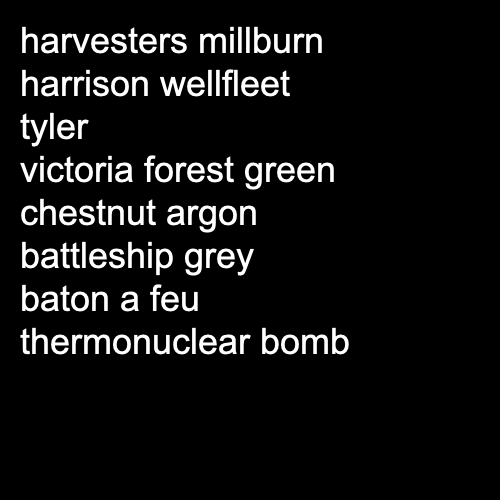 harvesters millburn
harrison wellfleet
tyler
victoria forest green
chestnut argon
battleship grey
baton a feu
thermonuclear bomb